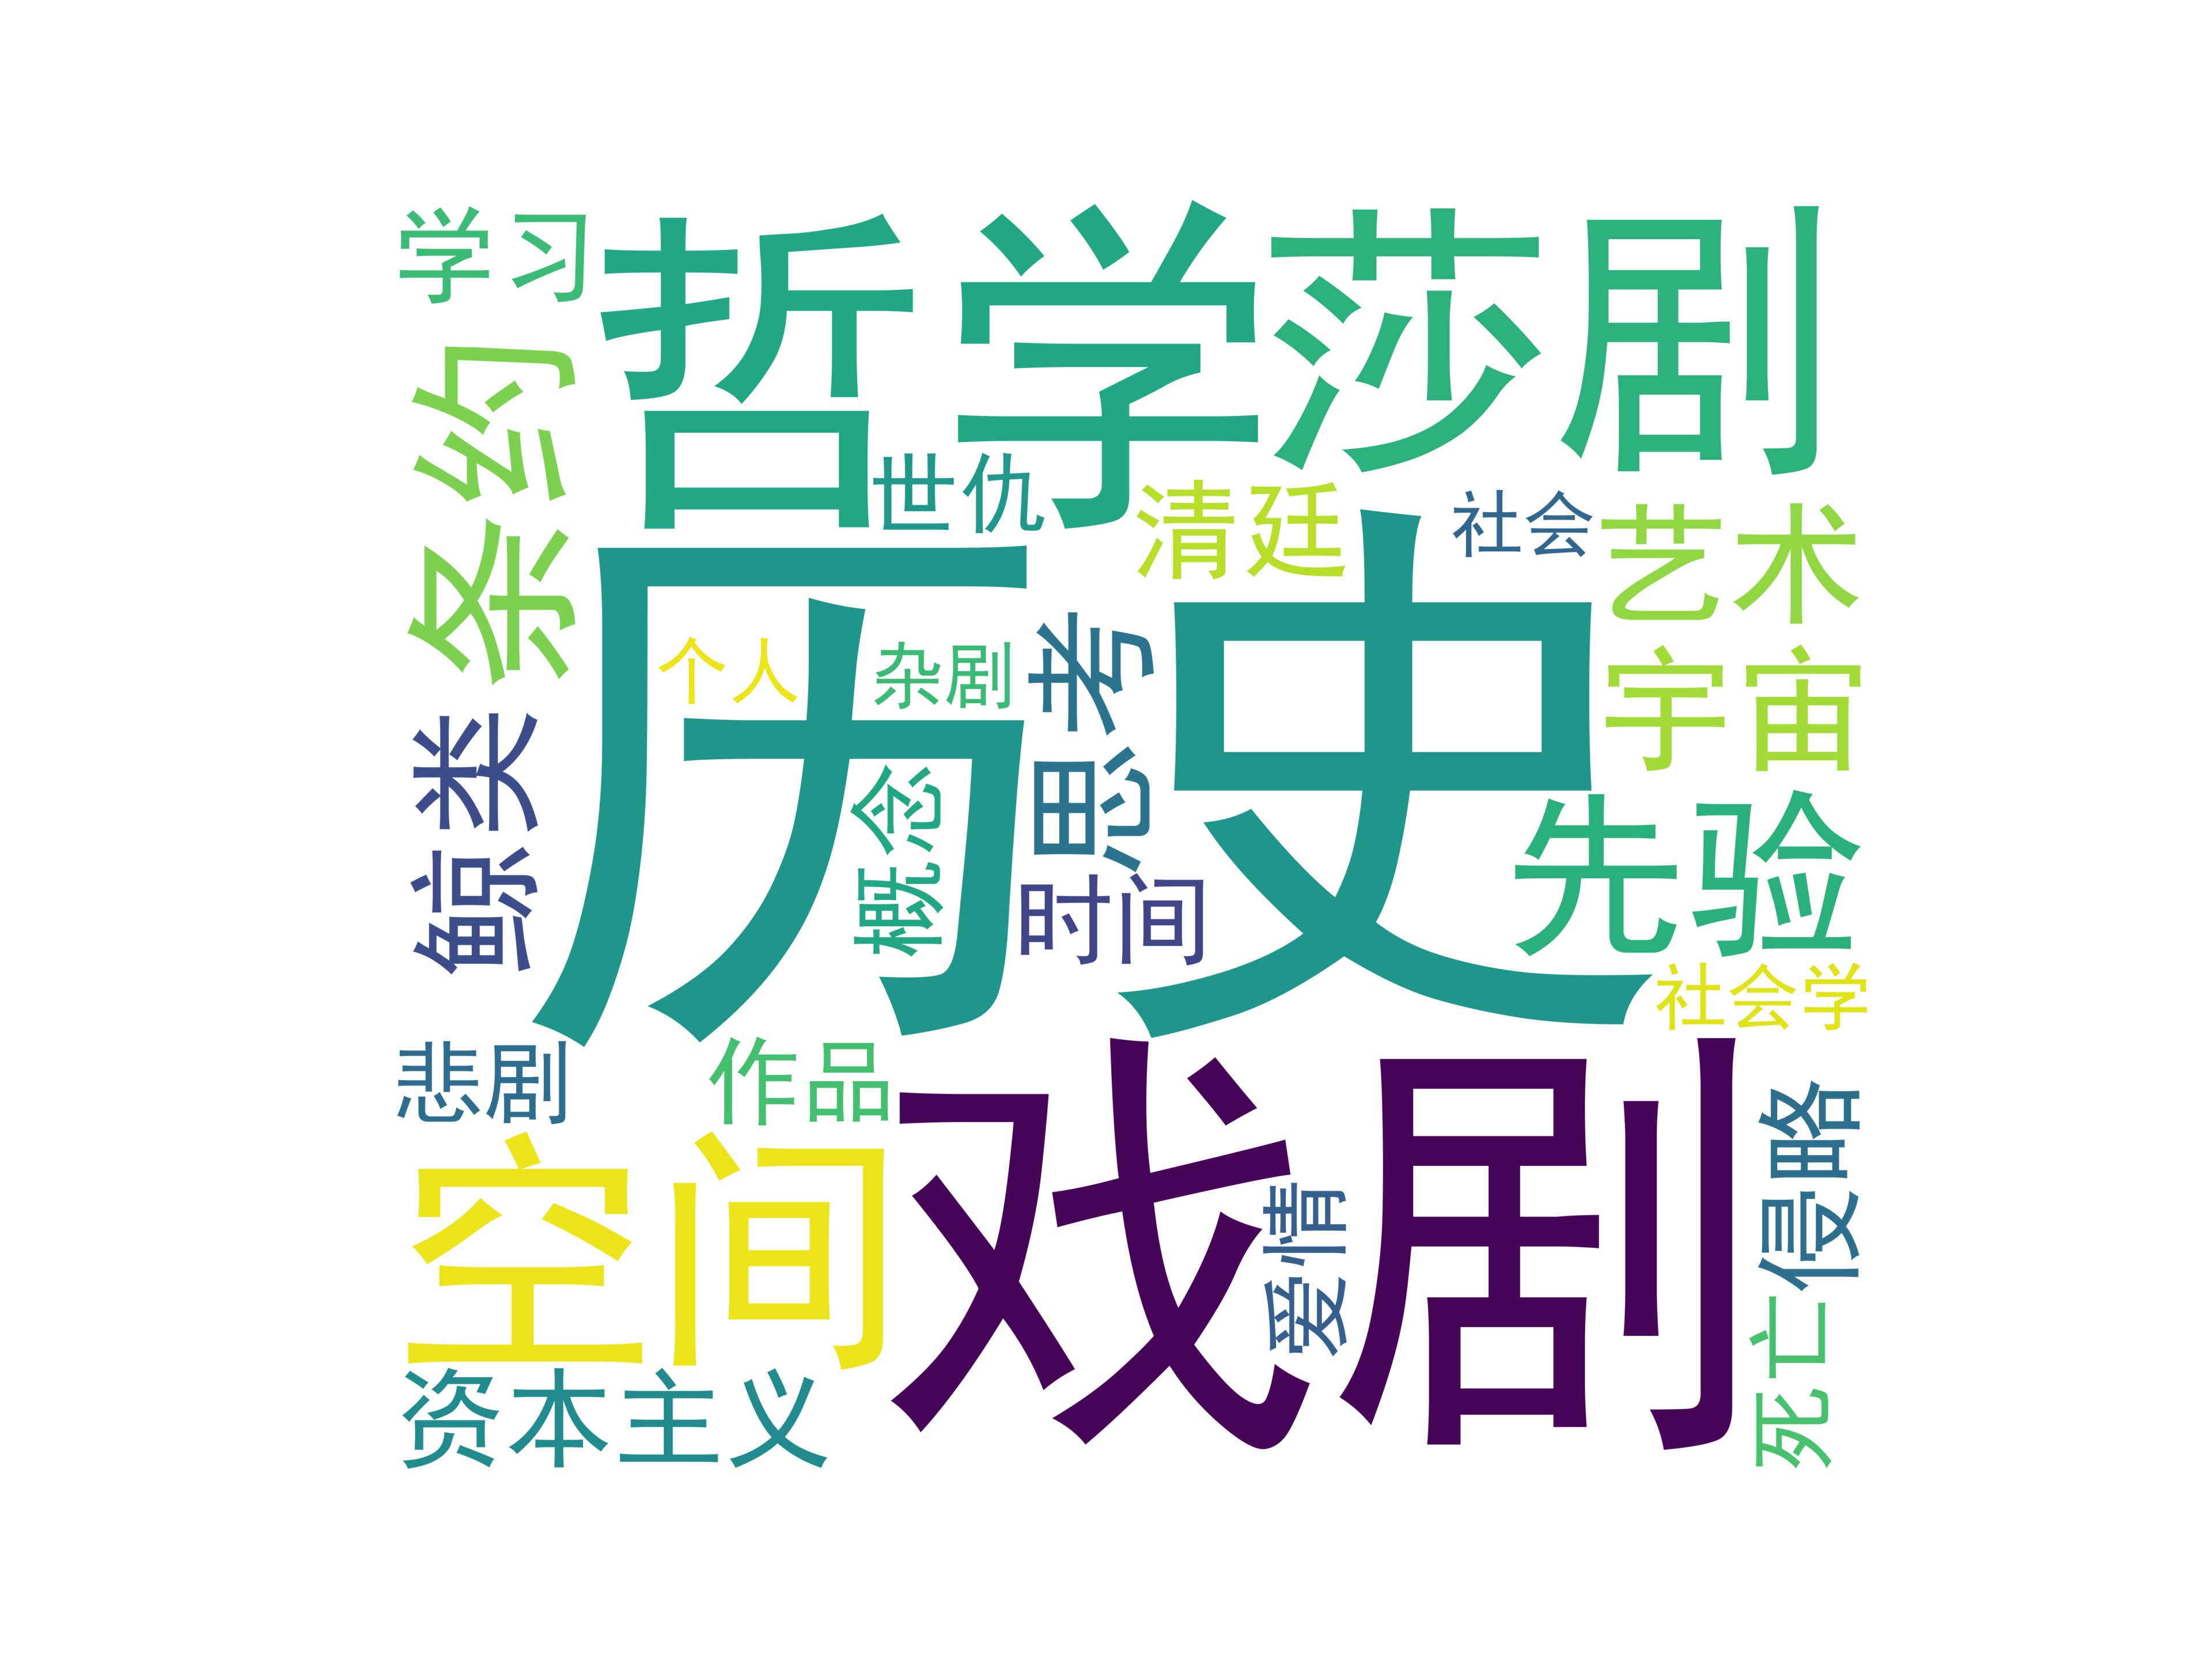 学习
哲学
莎剧
条约
世仇
清廷
社会
艺术
历史
个人
杂剧
思考
宇宙
鲸类
概念
时间
先验
社会学
悲剧
作品
戏剧
侵略
空间
爱情
死亡
资本主义